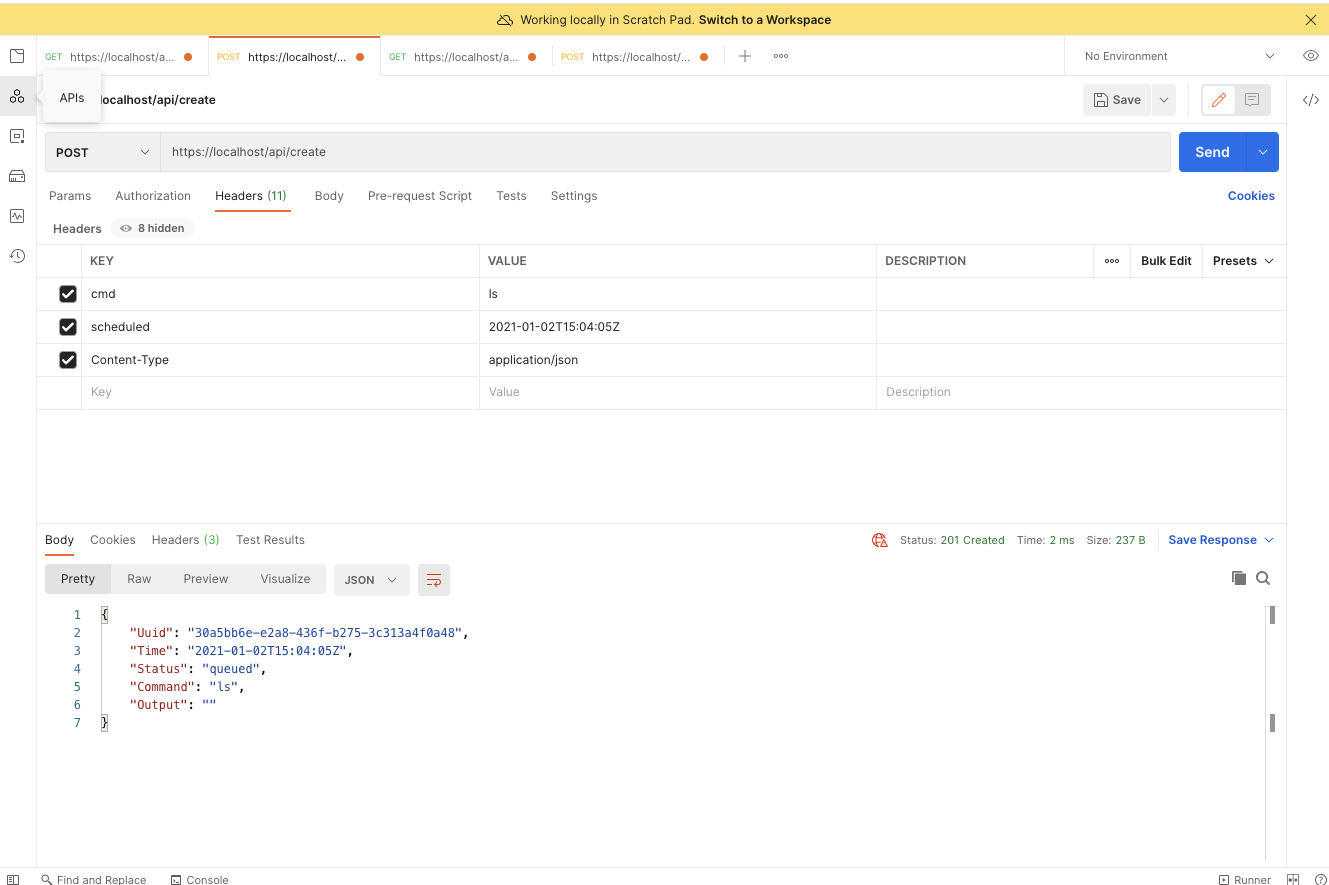 Working locally in Scratch Pad. Switch to a Workspace
GET https://localhost/a...
POST https://localhost/...
GET https://localhost/a...
POST https://localhost/...
No Environment
APIs
localhost/api/create
Save
POST https://localhost/api/create
Send
Params Authorization Headers (11) Body Pre-request Script Tests Settings Cookies
Headers 8 hidden
KEY VALUE DESCRIPTION Bulk Edit Presets
cmd ls
scheduled 2021-01-02T15:04:05Z
Content-Type application/json
Key Value Description
Body Cookies Headers (3) Test Results Status: 201 Created Time: 2 ms Size: 237 B Save Response
Pretty Raw Preview Visualize JSON
1 {
2 "Uuid": "30a5bb6e-e2a8-436f-b275-3c313a4f0a48",
3 "Time": "2021-01-02T15:04:05Z",
4 "Status": "queued",
5 "Command": "ls",
6 "Output": ""
7 }
Find and Replace Console Runner